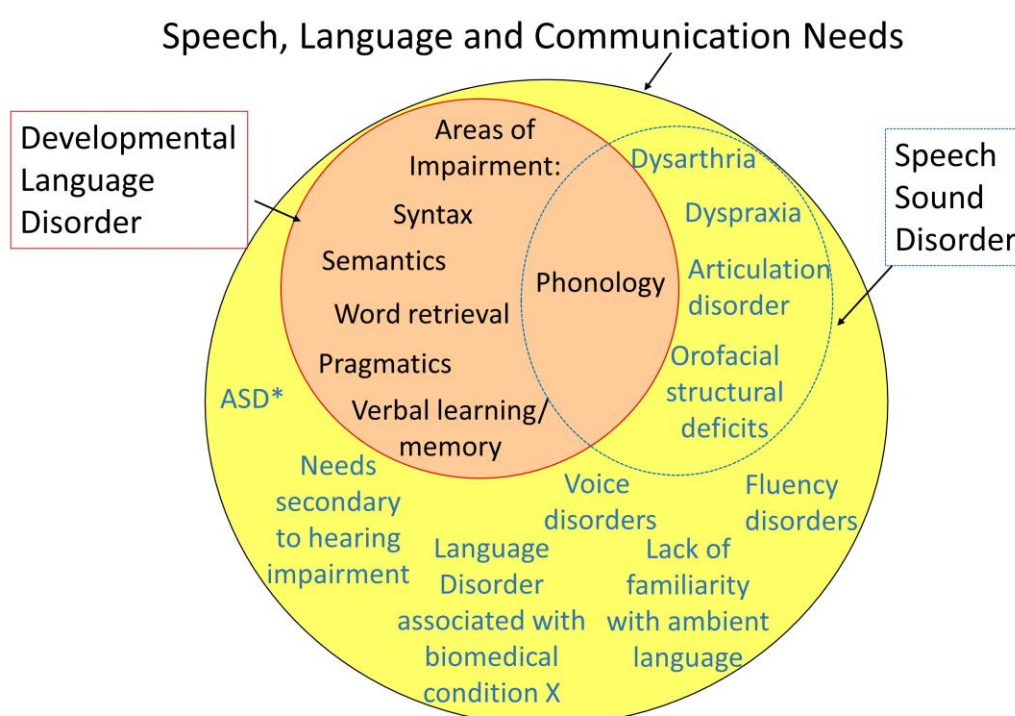 Speech, Language and Communication Needs
Developmental
Language
Disorder
Areas of
Impairment:
Syntax
Semantics
Word retrieval
Pragmatics
Verbal learning/
memory
Phonology
Dysarthria
Dyspraxia
Articulation
disorder
Orofacial
structural
deficits
Speech
Sound
Disorder
ASD*
Needs
secondary
to hearing
impairment
Language
Disorder
associated with
biomedical
condition X
Voice
disorders
Lack of
familiarity
with ambient
language
Fluency
disorders